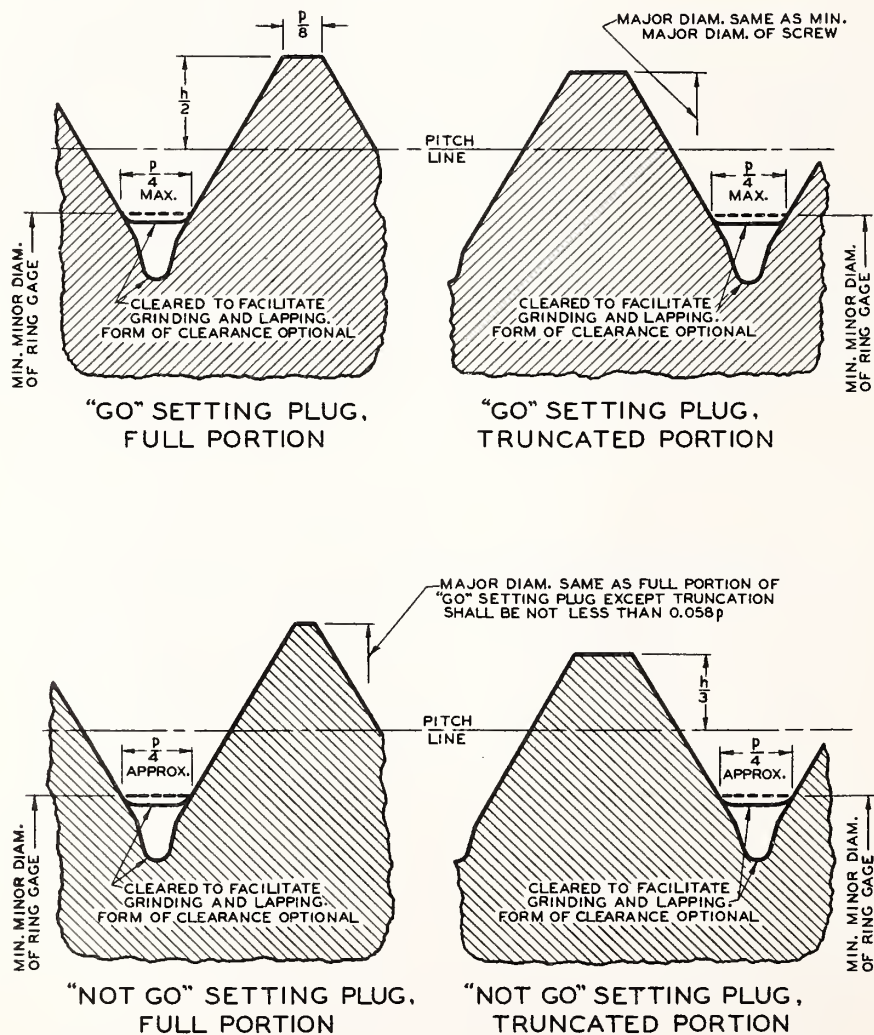 p
8
h
2
PITCH
LINE
p
4
MAX.
MIN. MINOR DIAM.
OF RING GAGE
CLEARED TO FACILITATE
GRINDING AND LAPPING.
FORM OF CLEARANCE OPTIONAL
"GO" SETTING PLUG,
FULL PORTION
MAJOR DIAM. SAME AS MIN.
MAJOR DIAM. OF SCREW
p
4
MAX.
CLEARED TO FACILITATE
GRINDING AND LAPPING.
FORM OF CLEARANCE OPTIONAL
MIN. MINOR DIAM.
OF RING GAGE
"GO" SETTING PLUG,
TRUNCATED PORTION
MAJOR DIAM. SAME AS FULL PORTION OF
"GO" SETTING PLUG EXCEPT TRUNCATION
SHALL BE NOT LESS THAN 0.058p
PITCH
LINE
p
4
APPROX.
MIN. MINOR DIAM.
OF RING GAGE
CLEARED TO FACILITATE
GRINDING AND LAPPING.
FORM OF CLEARANCE OPTIONAL
"NOT GO" SETTING PLUG,
FULL PORTION
h
3
p
4
APPROX.
CLEARED TO FACILITATE
GRINDING AND LAPPING.
FORM OF CLEARANCE OPTIONAL
MIN. MINOR DIAM.
OF RING GAGE
"NOT GO" SETTING PLUG,
TRUNCATED PORTION